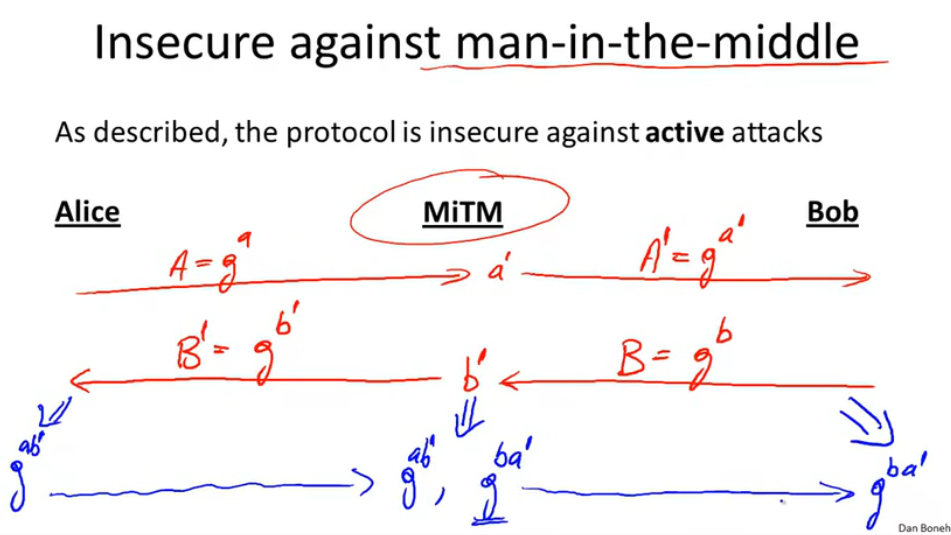 Insecure against man-in-the-middle
As described, the protocol is insecure against active attacks
Alice MiTM Bob
A = g^a a' A' = g^a'
B' = g^b' b' B = g^b
g^ab' g^ab', g^ba' g^ba'
Dan Boneh